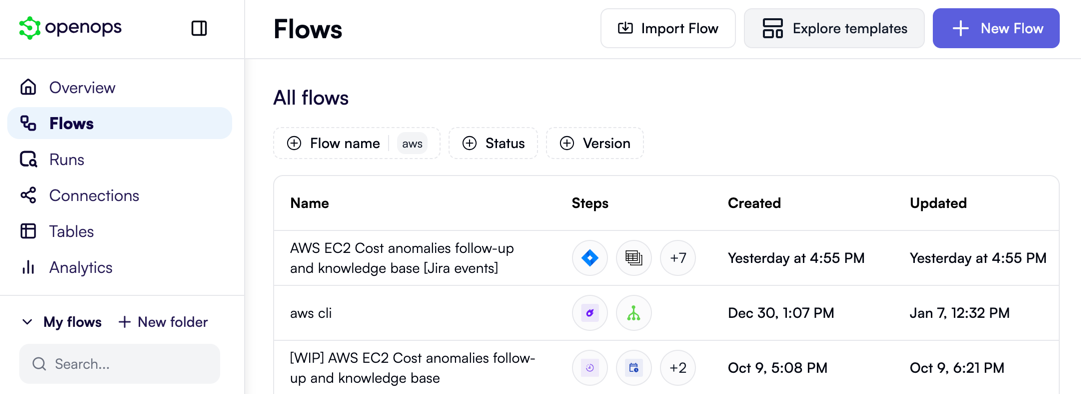 openops
Flows
Import Flow
Explore templates
New Flow
Overview
Flows
Runs
Connections
Tables
Analytics
My flows
New folder
Search...
All flows
Flow name aws
Status
Version
Name Steps Created Updated
AWS EC2 Cost anomalies follow-up
and knowledge base [Jira events]
+7
Yesterday at 4:55 PM
Yesterday at 4:55 PM
aws cli
Dec 30, 1:07 PM
Jan 7, 12:32 PM
[WIP] AWS EC2 Cost anomalies follow-
up and knowledge base
+2
Oct 9, 5:08 PM
Oct 9, 6:21 PM